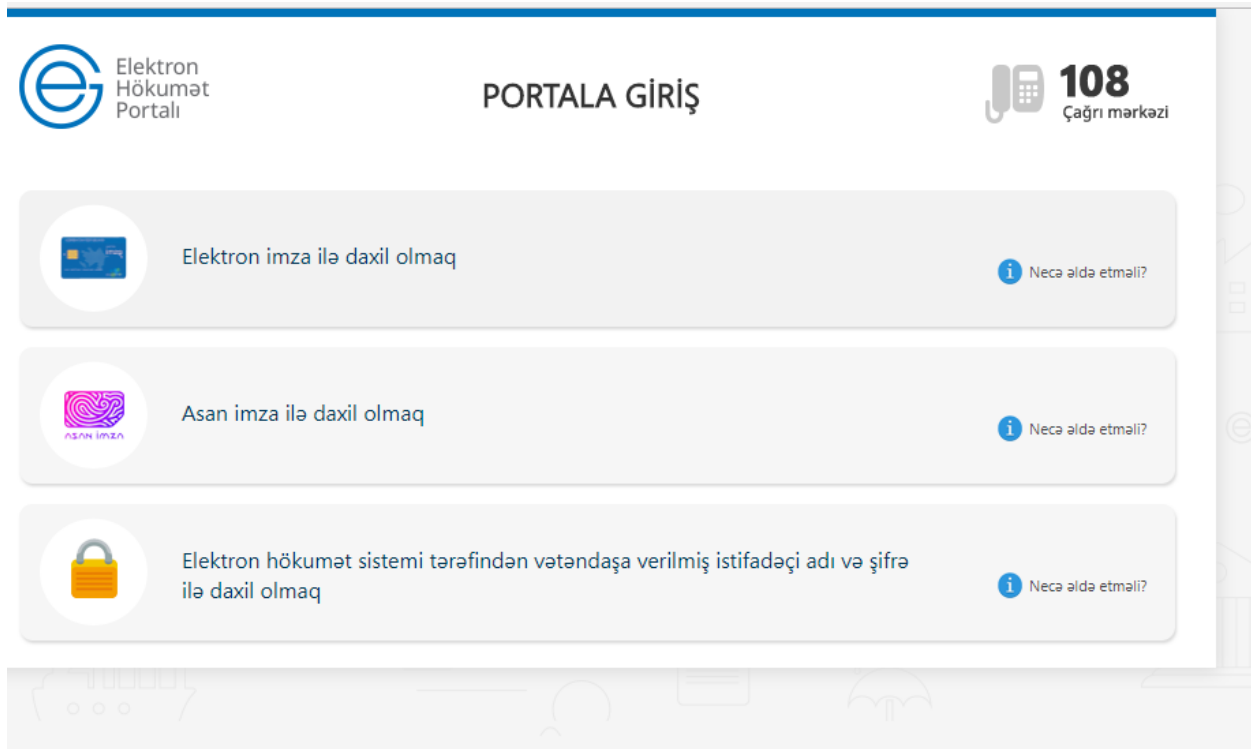 Elektron
Hökumət
Portalı
PORTALA GİRİŞ
108
Çağrı mərkəzi
Elektron imza ilə daxil olmaq
Necə əldə etməli?
Asan imza ilə daxil olmaq
Necə əldə etməli?
ASAN İMZA
Elektron hökumət sistemi tərəfindən vətəndaşa verilmiş istifadəçi adı və şifrə
ilə daxil olmaq
Necə əldə etməli?